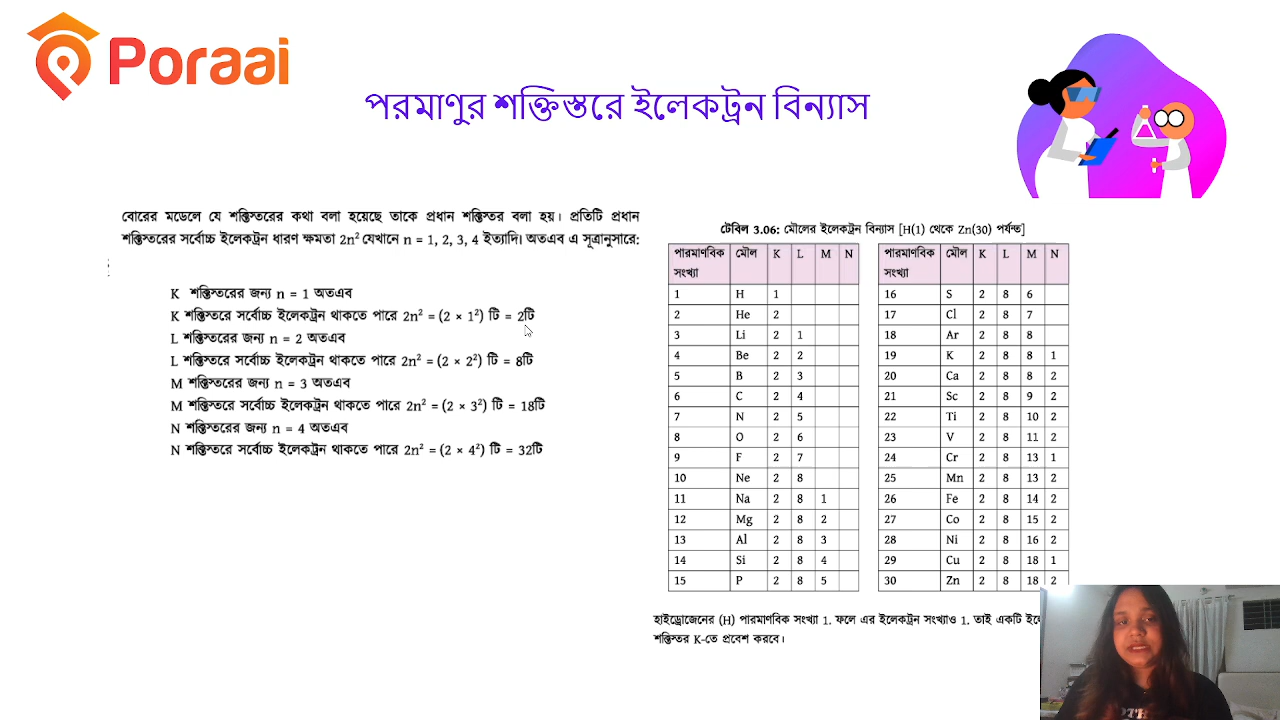 Poraai
পরমাণুর শক্তিস্তরে ইলেকট্রন বিন্যাস
বোরের মডেলে যে শক্তিস্তরের কথা বলা হয়েছে তাকে প্রধান শক্তিস্তর বলা হয়। প্রতিটি প্রধান
শক্তিস্তরের সর্বোচ্চ ইলেকট্রন ধারণ ক্ষমতা 2n² যেখানে n = 1, 2, 3, 4 ইত্যাদি। অতএব এ সূত্রানুসারে:
K শক্তিস্তরের জন্য n = 1 অতএব
K শক্তিস্তরে সর্বোচ্চ ইলেকট্রন থাকতে পারে 2n² = (2 × 1²) টি = 2টি
L শক্তিস্তরের জন্য n = 2 অতএব
L শক্তিস্তরে সর্বোচ্চ ইলেকট্রন থাকতে পারে 2n² = (2 × 2²) টি = 8টি
M শক্তিস্তরের জন্য n = 3 অতএব
M শক্তিস্তরে সর্বোচ্চ ইলেকট্রন থাকতে পারে 2n² = (2 × 3²) টি = 18টি
N শক্তিস্তরের জন্য n = 4 অতএব
N শক্তিস্তরে সর্বোচ্চ ইলেকট্রন থাকতে পারে 2n² = (2 × 4²) টি = 32টি
টেবিল 3.06: মৌলের ইলেকট্রন বিন্যাস [H(1) থেকে Zn(30) পর্যন্ত]
পারমাণবিক সংখ্যা মৌল K L M N
1 H 1
2 He 2
3 Li 2 1
4 Be 2 2
5 B 2 3
6 C 2 4
7 N 2 5
8 O 2 6
9 F 2 7
10 Ne 2 8
11 Na 2 8 1
12 Mg 2 8 2
13 Al 2 8 3
14 Si 2 8 4
15 P 2 8 5
পারমাণবিক সংখ্যা মৌল K L M N
16 S 2 8 6
17 Cl 2 8 7
18 Ar 2 8 8
19 K 2 8 8 1
20 Ca 2 8 8 2
21 Sc 2 8 9 2
22 Ti 2 8 10 2
23 V 2 8 11 2
24 Cr 2 8 13 1
25 Mn 2 8 13 2
26 Fe 2 8 14 2
27 Co 2 8 15 2
28 Ni 2 8 16 2
29 Cu 2 8 18 1
30 Zn 2 8 18 2
হাইড্রোজেনের (H) পারমাণবিক সংখ্যা 1. ফলে এর ইলেকট্রন সংখ্যাও 1. তাই একটি
শক্তিস্তর K-তে প্রবেশ করবে।